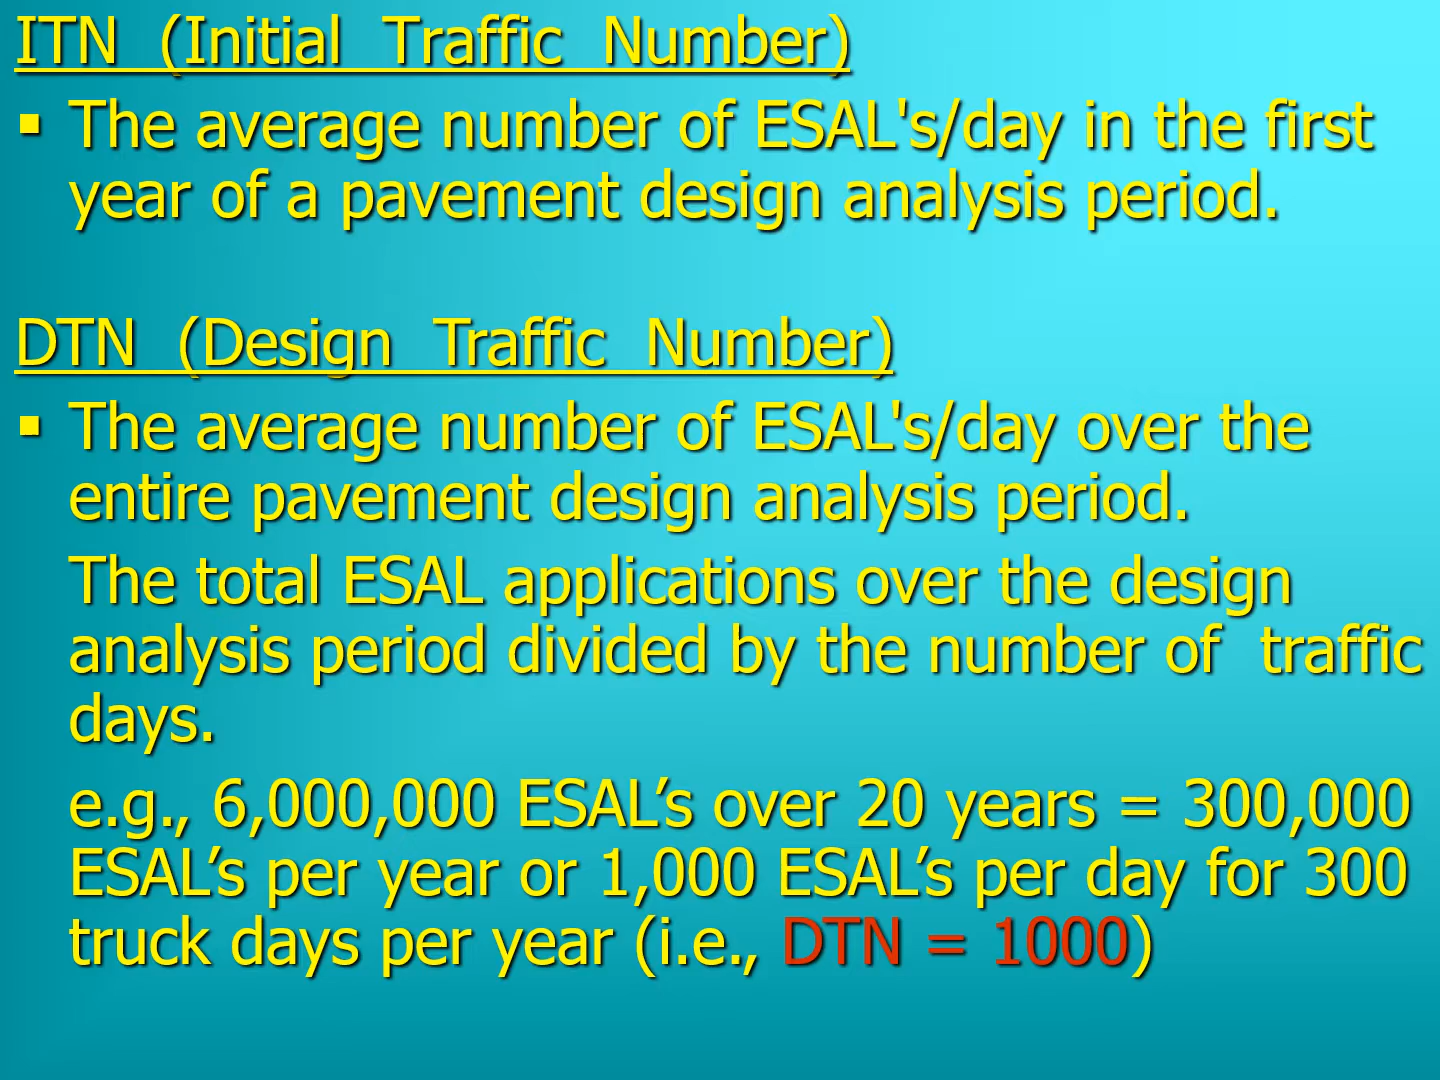 ITN (Initial Traffic Number)
▪ The average number of ESAL's/day in the first
year of a pavement design analysis period.
DTN (Design Traffic Number)
▪ The average number of ESAL's/day over the
entire pavement design analysis period.
The total ESAL applications over the design
analysis period divided by the number of traffic
days.
e.g., 6,000,000 ESAL’s over 20 years = 300,000
ESAL’s per year or 1,000 ESAL’s per day for 300
truck days per year (i.e., DTN = 1000)